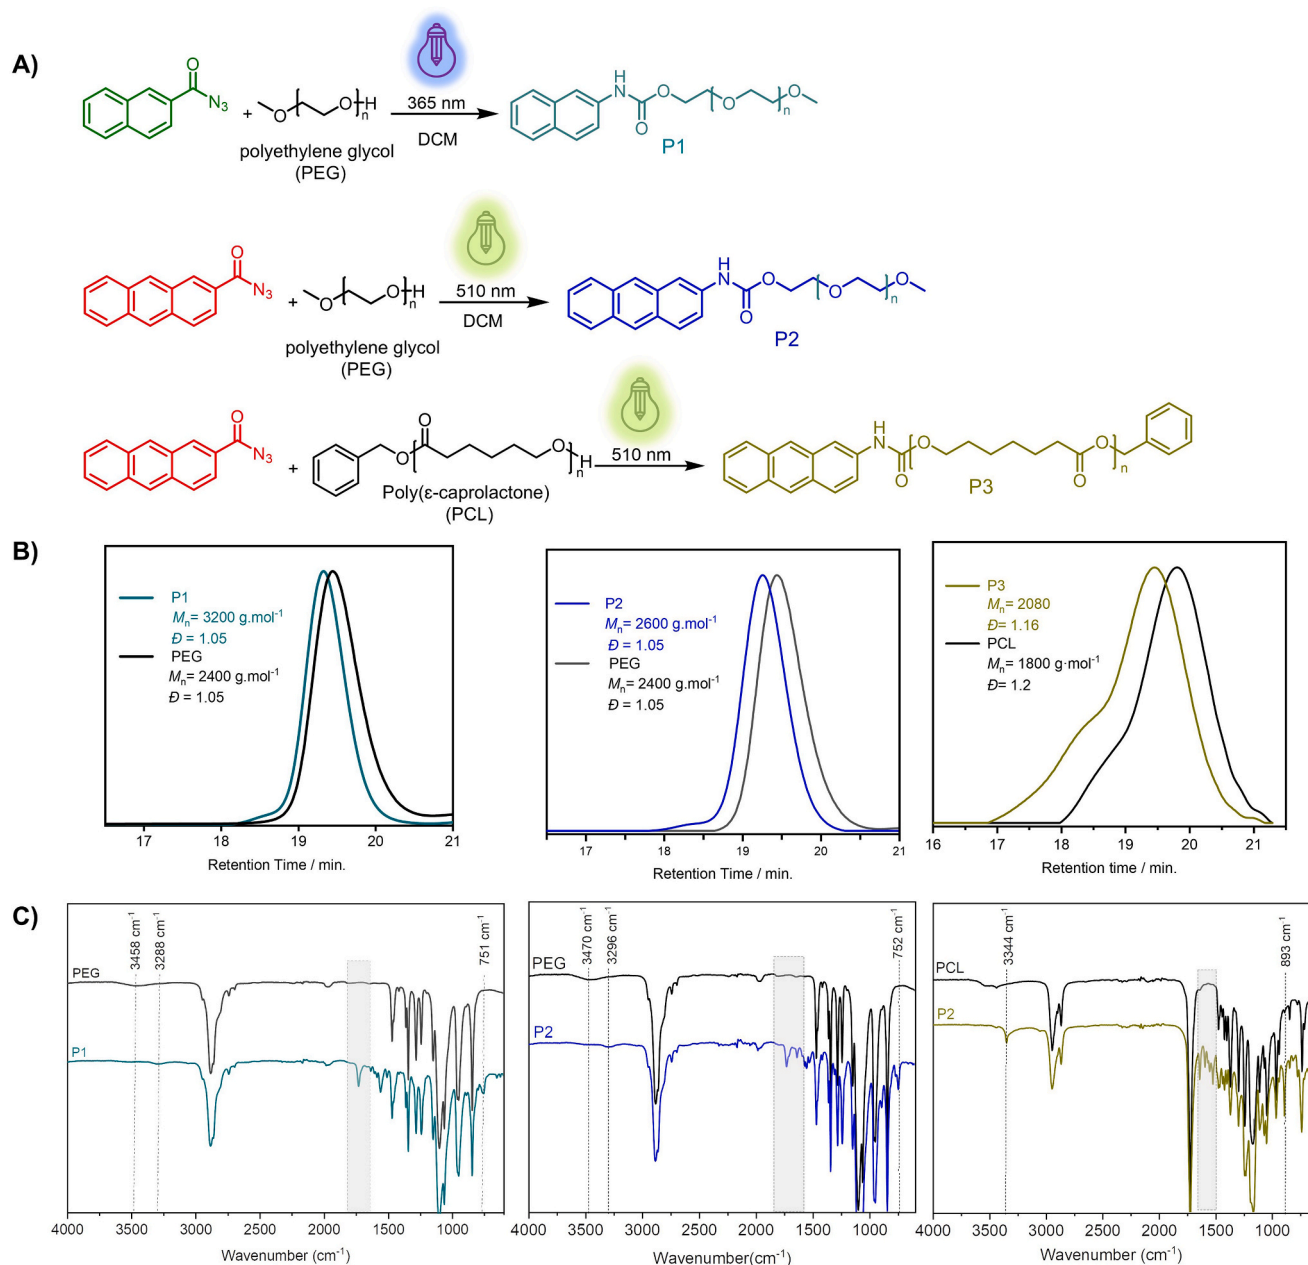 A)
O
N3
+
O
O
H
n
polyethylene glycol
(PEG)
365 nm
DCM
H
N
O
O
O
O
n
P1
O
N3
+
O
O
H
n
polyethylene glycol
(PEG)
510 nm
DCM
H
N
O
O
O
O
n
P2
O
N3
+
O
O
O
H
n
Poly(ε-caprolactone)
(PCL)
510 nm
H
N
O
O
O
O
n
P3
B)
P1
Mn= 3200 g.mol-1
Đ = 1.05
PEG
Mn= 2400 g.mol-1
Đ = 1.05
17 18 19 20 21
Retention Time / min.
P2
Mn= 2600 g.mol-1
Đ = 1.05
PEG
Mn= 2400 g.mol-1
Đ = 1.05
17 18 19 20 21
Retention Time / min.
P3
Mn= 2080
Đ= 1.16
PCL
Mn= 1800 g·mol-1
Đ= 1.2
16 16 18 19 20 21
Retention time / min.
C)
3458 cm-1
3288 cm-1
751 cm-1
PEG
P1
4000 3500 3000 2500 2000 1500 1000
Wavenumber (cm-1)
3470 cm-1
3296 cm-1
752 cm-1
PEG
P2
4000 3500 3000 2500 2000 1500 1000
Wavenumber(cm-1)
3344 cm-1
893 cm-1
PCL
P2
4000 3500 3000 2500 2000 1500 1000
Wavenumber (cm-1)